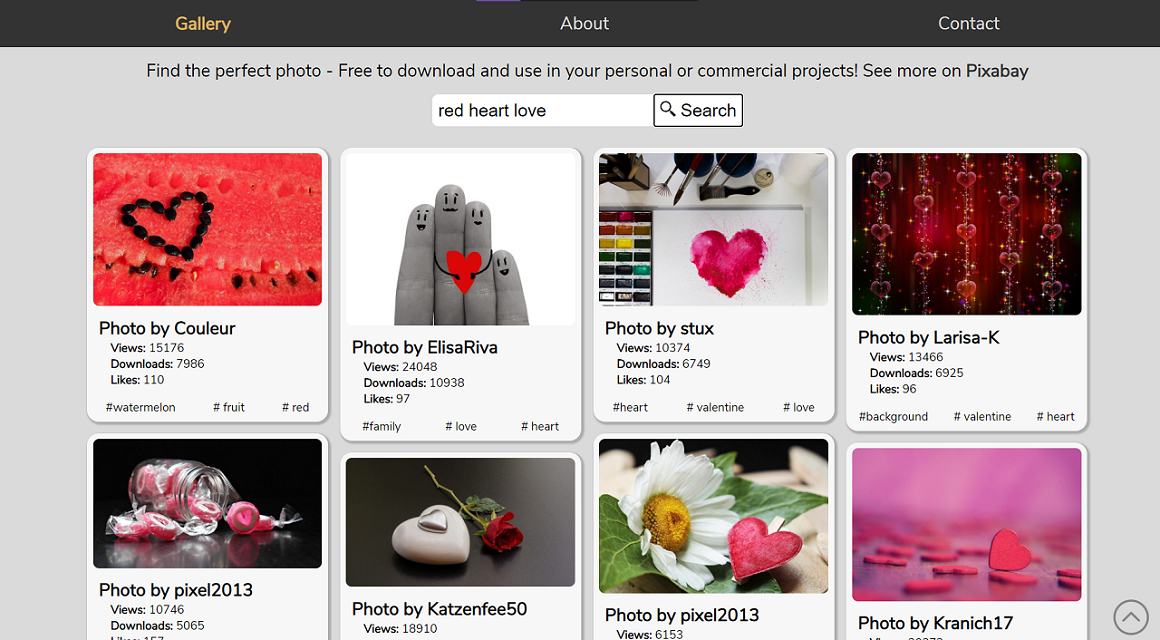 Gallery
About
Contact
Find the perfect photo - Free to download and use in your personal or commercial projects! See more on Pixabay
red heart love
Search
Photo by Couleur
Views: 15176
Downloads: 7986
Likes: 110
#watermelon # fruit # red
Photo by ElisaRiva
Views: 24048
Downloads: 10938
Likes: 97
#family # love # heart
Photo by stux
Views: 10374
Downloads: 6749
Likes: 104
#heart # valentine # love
Photo by Larisa-K
Views: 13466
Downloads: 6925
Likes: 96
#background # valentine # heart
Photo by pixel2013
Views: 10746
Downloads: 5065
Photo by Katzenfee50
Views: 18910
Photo by pixel2013
Views: 6153
Photo by Kranich17